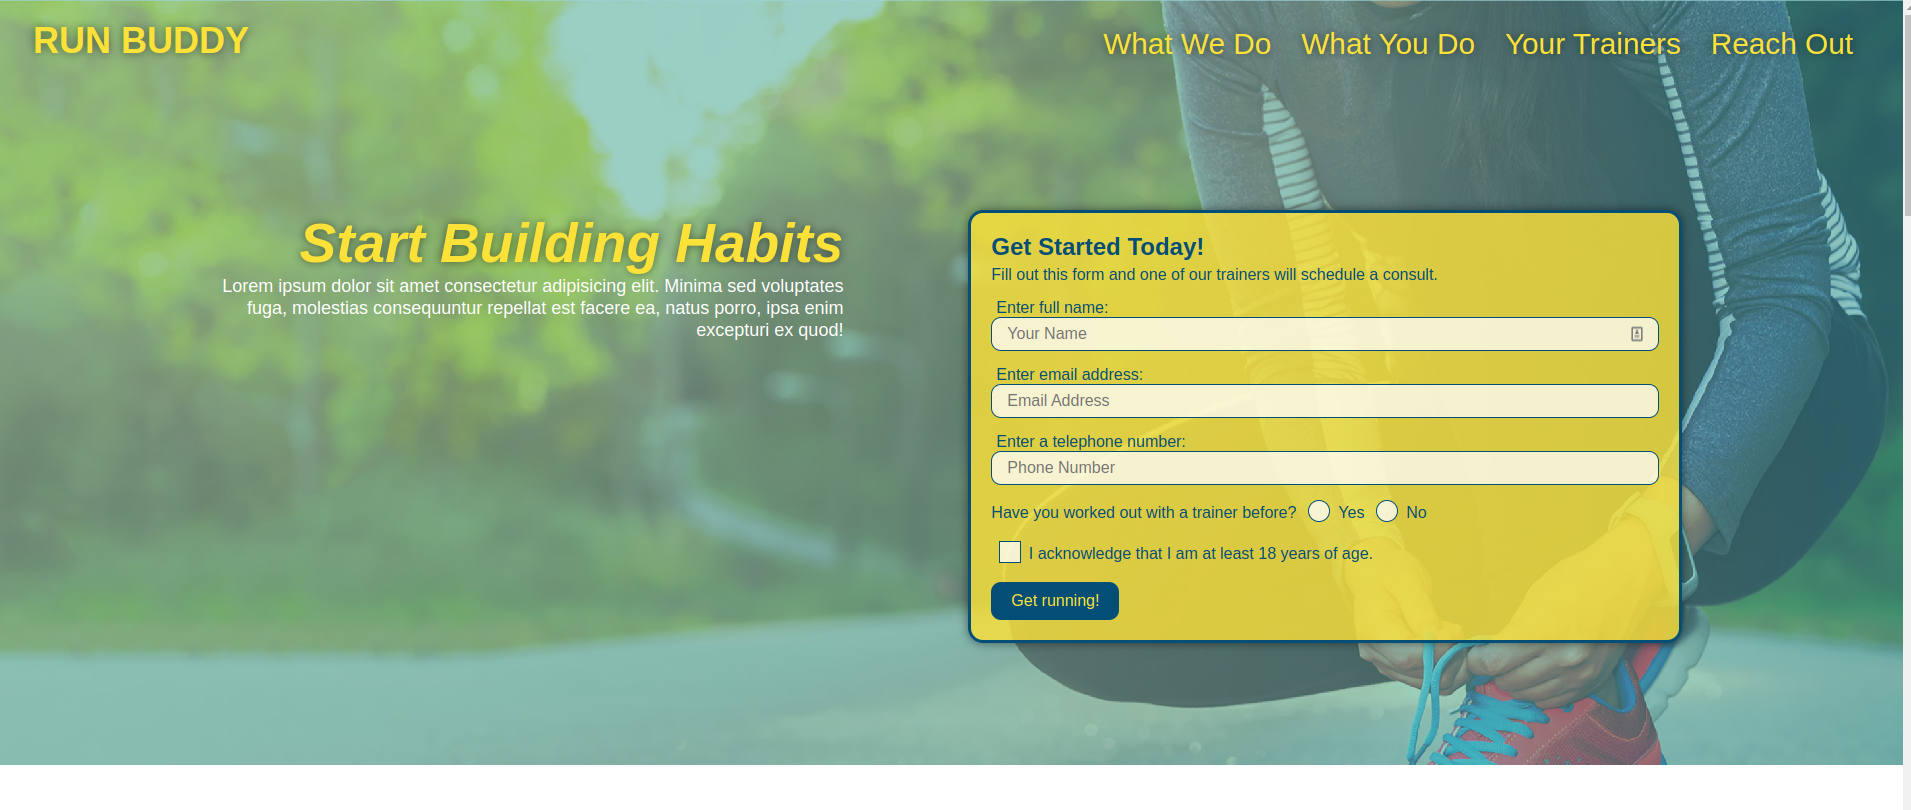 RUN BUDDY
What We Do What You Do Your Trainers Reach Out
Start Building Habits
Lorem ipsum dolor sit amet consectetur adipisicing elit. Minima sed voluptates
fuga, molestias consequuntur repellat est facere ea, natus porro, ipsa enim
excepturi ex quod!
Get Started Today!
Fill out this form and one of our trainers will schedule a consult.
Enter full name:
Your Name
Enter email address:
Email Address
Enter a telephone number:
Phone Number
Have you worked out with a trainer before? Yes No
I acknowledge that I am at least 18 years of age.
Get running!